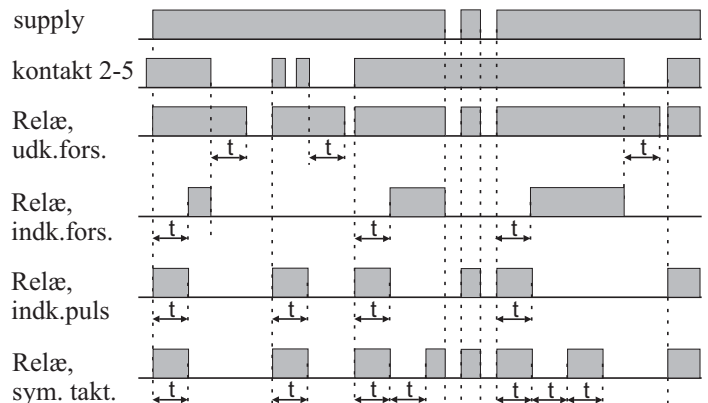 supply
kontakt 2-5
Relæ,
udk.fors.
t t t
Relæ,
indk.fors.
t t t
Relæ,
indk.puls
t t t t
Relæ,
sym. takt.
t t t t t t t